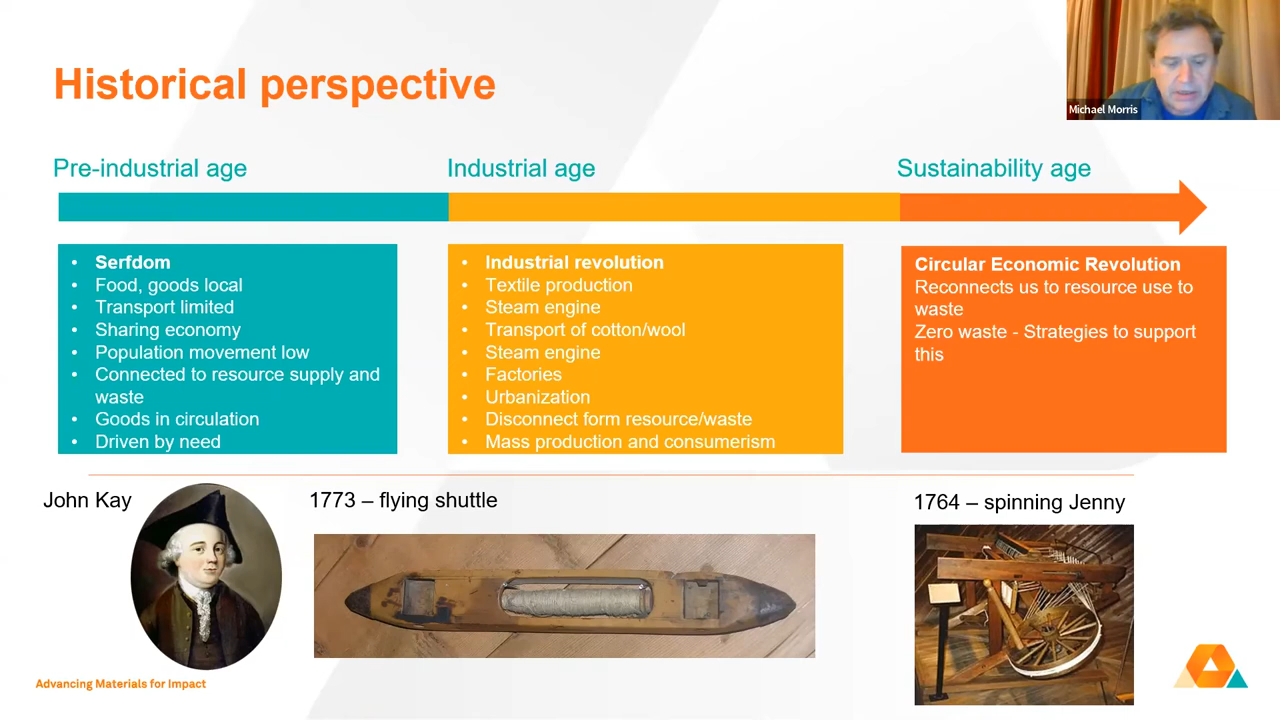 Historical perspective
Michael Morris
Pre-industrial age
Industrial age
Sustainability age
• Serfdom
• Food, goods local
• Transport limited
• Sharing economy
• Population movement low
• Connected to resource supply and
waste
• Goods in circulation
• Driven by need
• Industrial revolution
• Textile production
• Steam engine
• Transport of cotton/wool
• Steam engine
• Factories
• Urbanization
• Disconnect form resource/waste
• Mass production and consumerism
Circular Economic Revolution
Reconnects us to resource use to
waste
Zero waste - Strategies to support
this
John Kay
1773 – flying shuttle
1764 – spinning Jenny
Advancing Materials for Impact